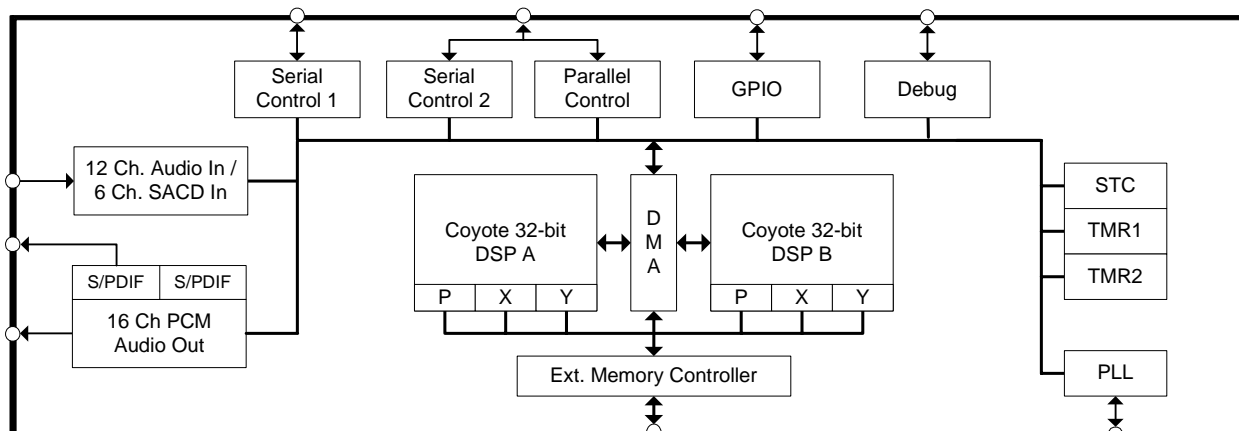 Serial
Control 1
Serial
Control 2
Parallel
Control
GPIO
Debug
12 Ch. Audio In /
6 Ch. SACD In
S/PDIF
S/PDIF
16 Ch PCM
Audio Out
Coyote 32-bit
DSP A
P
X
Y
D
M
A
Coyote 32-bit
DSP B
P
X
Y
Ext. Memory Controller
STC
TMR1
TMR2
PLL